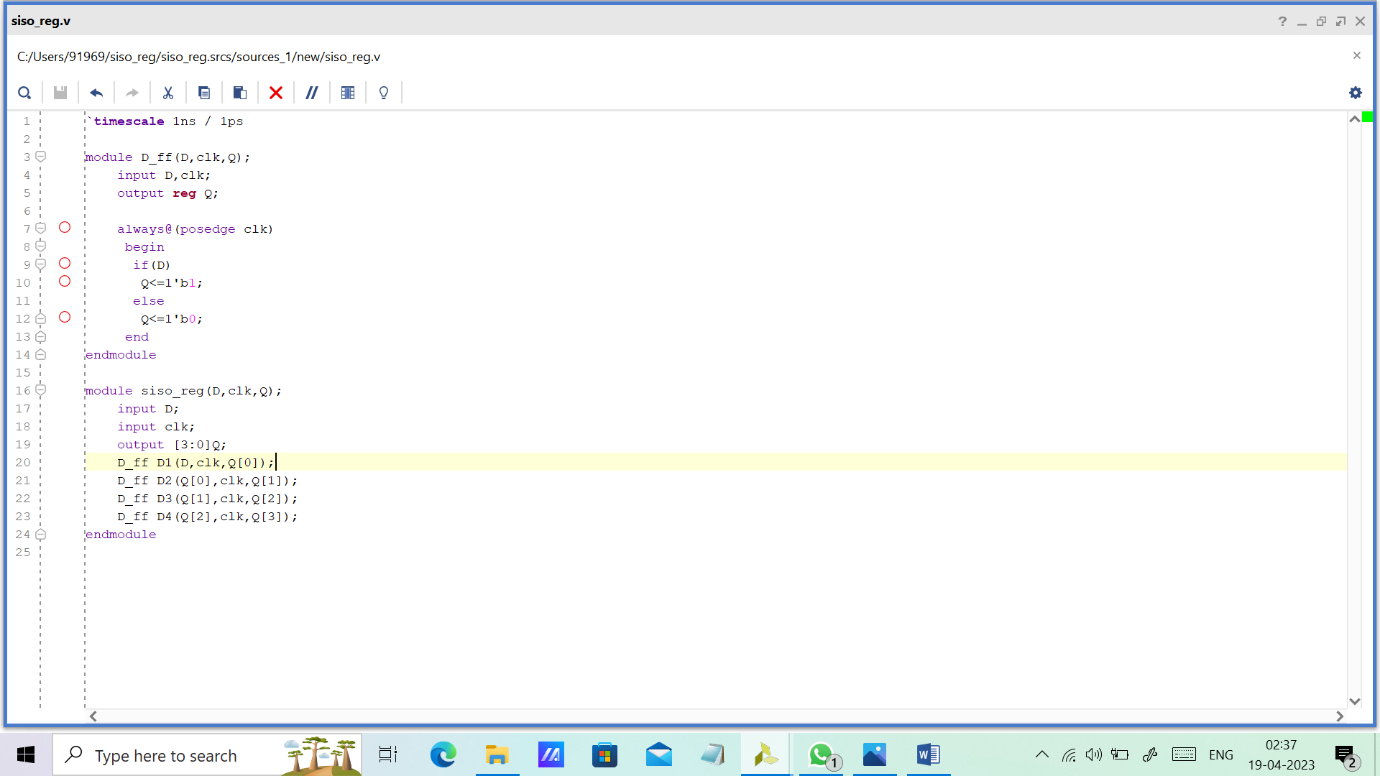 siso_reg.v
C:/Users/91969/siso_reg/siso_reg.srcs/sources_1/new/siso_reg.v
1 `timescale 1ns / 1ps
2
3 module D_ff(D,clk,Q);
4 input D,clk;
5 output reg Q;
6
7 always@(posedge clk)
8 begin
9 if(D)
10 Q<=1'b1;
11 else
12 Q<=1'b0;
13 end
14 endmodule
15
16 module siso_reg(D,clk,Q);
17 input D;
18 input clk;
19 output [3:0]Q;
20 D_ff D1(D,clk,Q[0]);
21 D_ff D2(Q[0],clk,Q[1]);
22 D_ff D3(Q[1],clk,Q[2]);
23 D_ff D4(Q[2],clk,Q[3]);
24 endmodule
25
Type here to search
1
W
ENG
02:37
19-04-2023
2